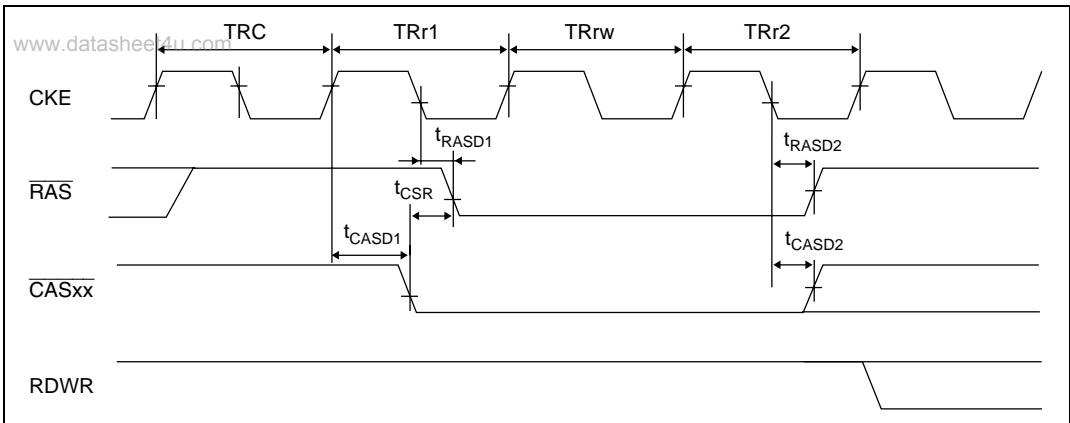 www.datasheet4u.com
TRC TRr1 TRrw TRr2
CKE
tRASD1 tRASD2
RAS
tCSR
tCASD1 tCASD2
CASxx
RDWR